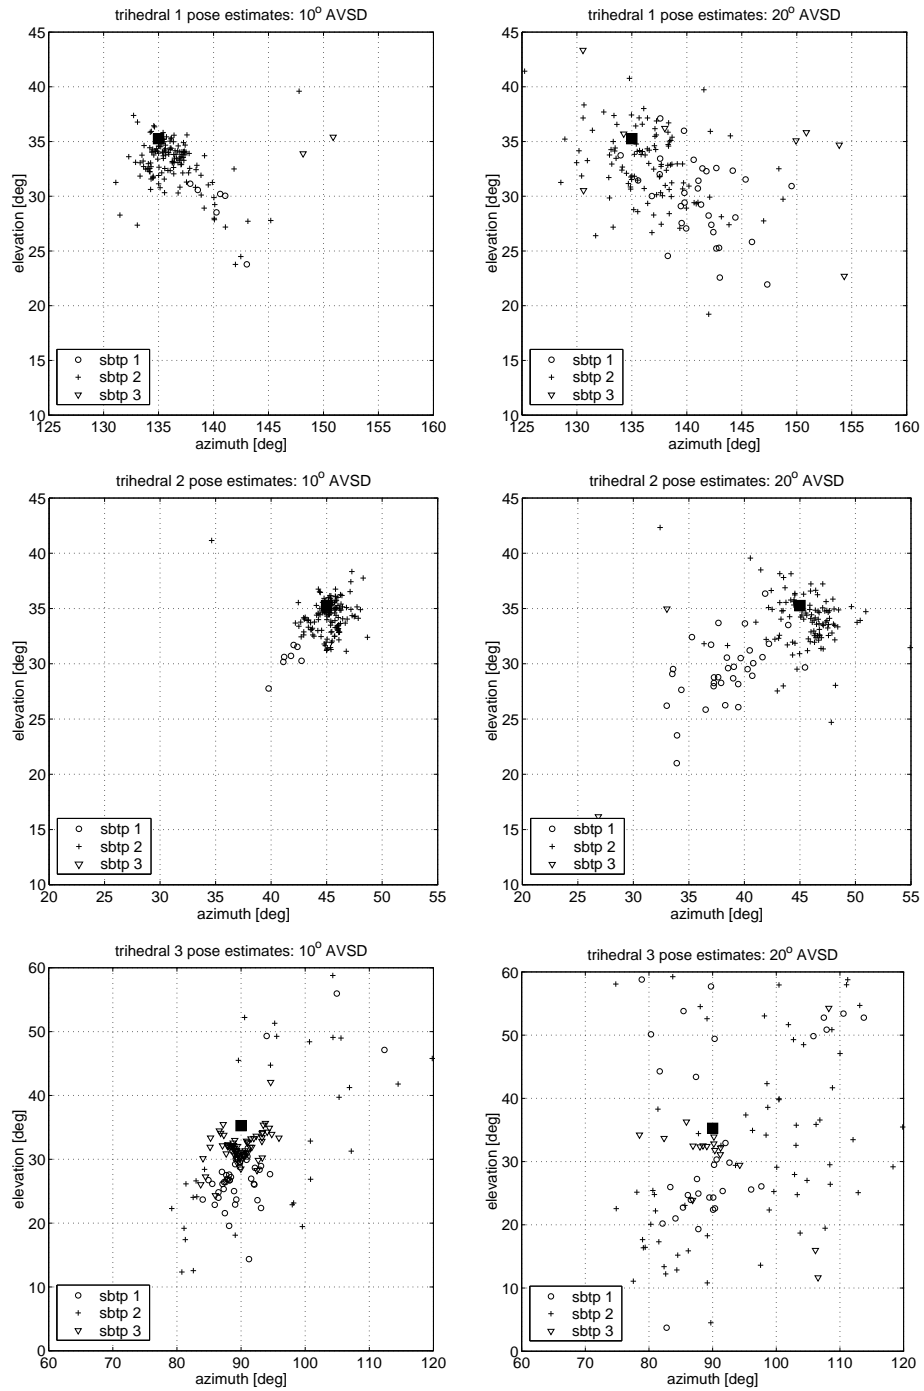 trihedral 1 pose estimates: 10° AVSD
45
40
35
30
25
20
15
10
elevation [deg]
sbtp 1
sbtp 2
sbtp 3
125 130 135 140 145 150 155 160
azimuth [deg]
trihedral 1 pose estimates: 20° AVSD
45
40
35
30
25
20
15
10
elevation [deg]
sbtp 1
sbtp 2
sbtp 3
125 130 135 140 145 150 155 160
azimuth [deg]
trihedral 2 pose estimates: 10° AVSD
45
40
35
30
25
20
15
10
elevation [deg]
sbtp 1
sbtp 2
sbtp 3
20 25 30 35 40 45 50 55
azimuth [deg]
trihedral 2 pose estimates: 20° AVSD
45
40
35
30
25
20
15
10
elevation [deg]
sbtp 1
sbtp 2
sbtp 3
20 25 30 35 40 45 50 55
azimuth [deg]
trihedral 3 pose estimates: 10° AVSD
60
50
40
30
20
10
0
elevation [deg]
sbtp 1
sbtp 2
sbtp 3
60 70 80 90 100 110 120
azimuth [deg]
trihedral 3 pose estimates: 20° AVSD
60
50
40
30
20
10
0
elevation [deg]
sbtp 1
sbtp 2
sbtp 3
60 70 80 90 100 110 120
azimuth [deg]